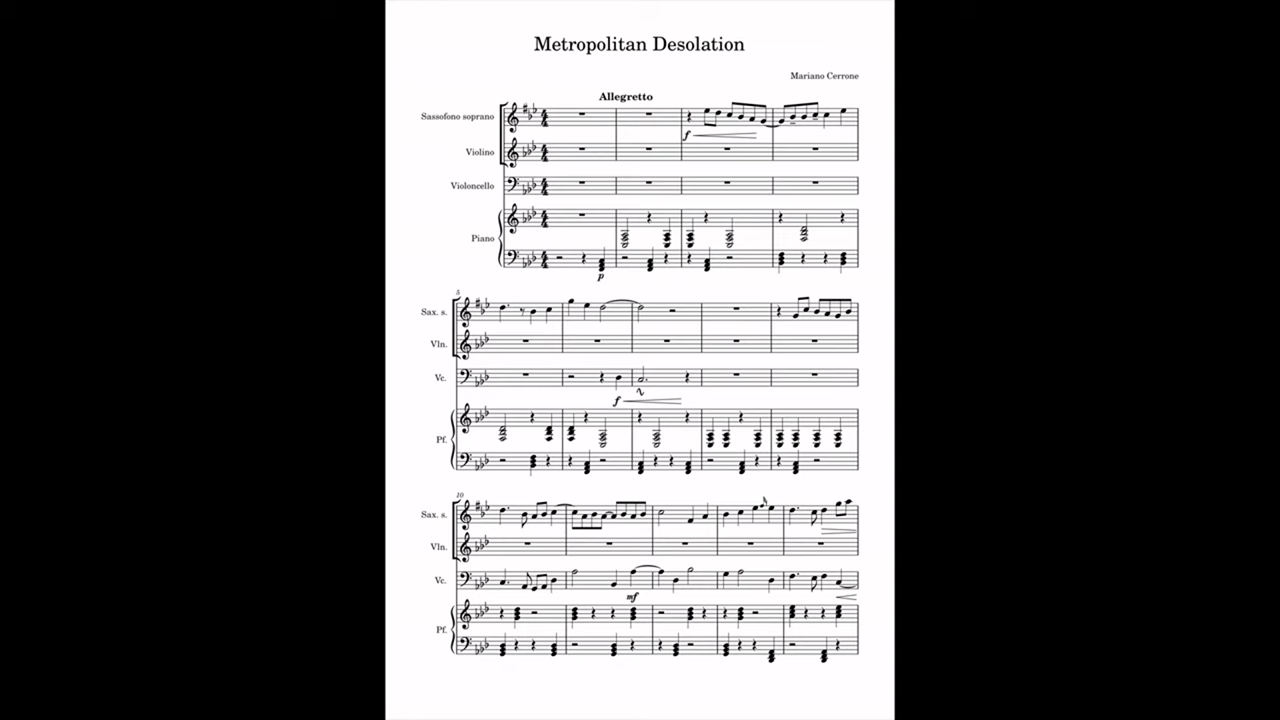 Metropolitan Desolation
Mariano Cerrone
Allegretto
Sassofono soprano
f
Violino
Violoncello
Piano
p
5
Sax. s.
Vln.
Vc.
f
Pf.
10
Sax. s.
Vln.
Vc.
mf
Pf.